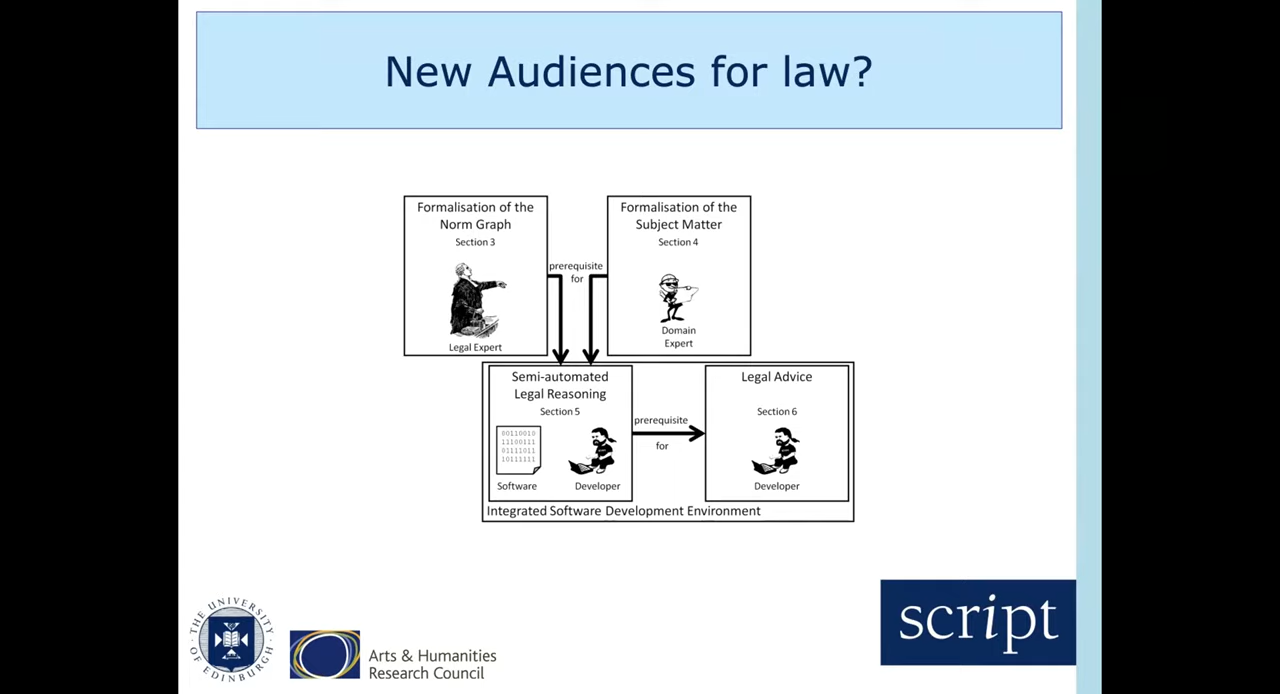 New Audiences for law?
Formalisation of the
Norm Graph
Section 3
Legal Expert
prerequisite
for
Formalisation of the
Subject Matter
Section 4
Domain
Expert
Semi-automated
Legal Reasoning
Section 5
00110010
11100111
01111011
10111111
Software
Developer
prerequisite
for
Legal Advice
Section 6
Developer
Integrated Software Development Environment
THE UNIVERSITY
OF EDINBURGH
Arts & Humanities
Research Council
script